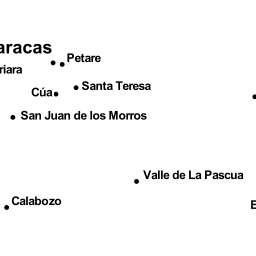 aracas
Petare
riara
Santa Teresa
Cúa
San Juan de los Morros
Valle de La Pascua
Calabozo
E